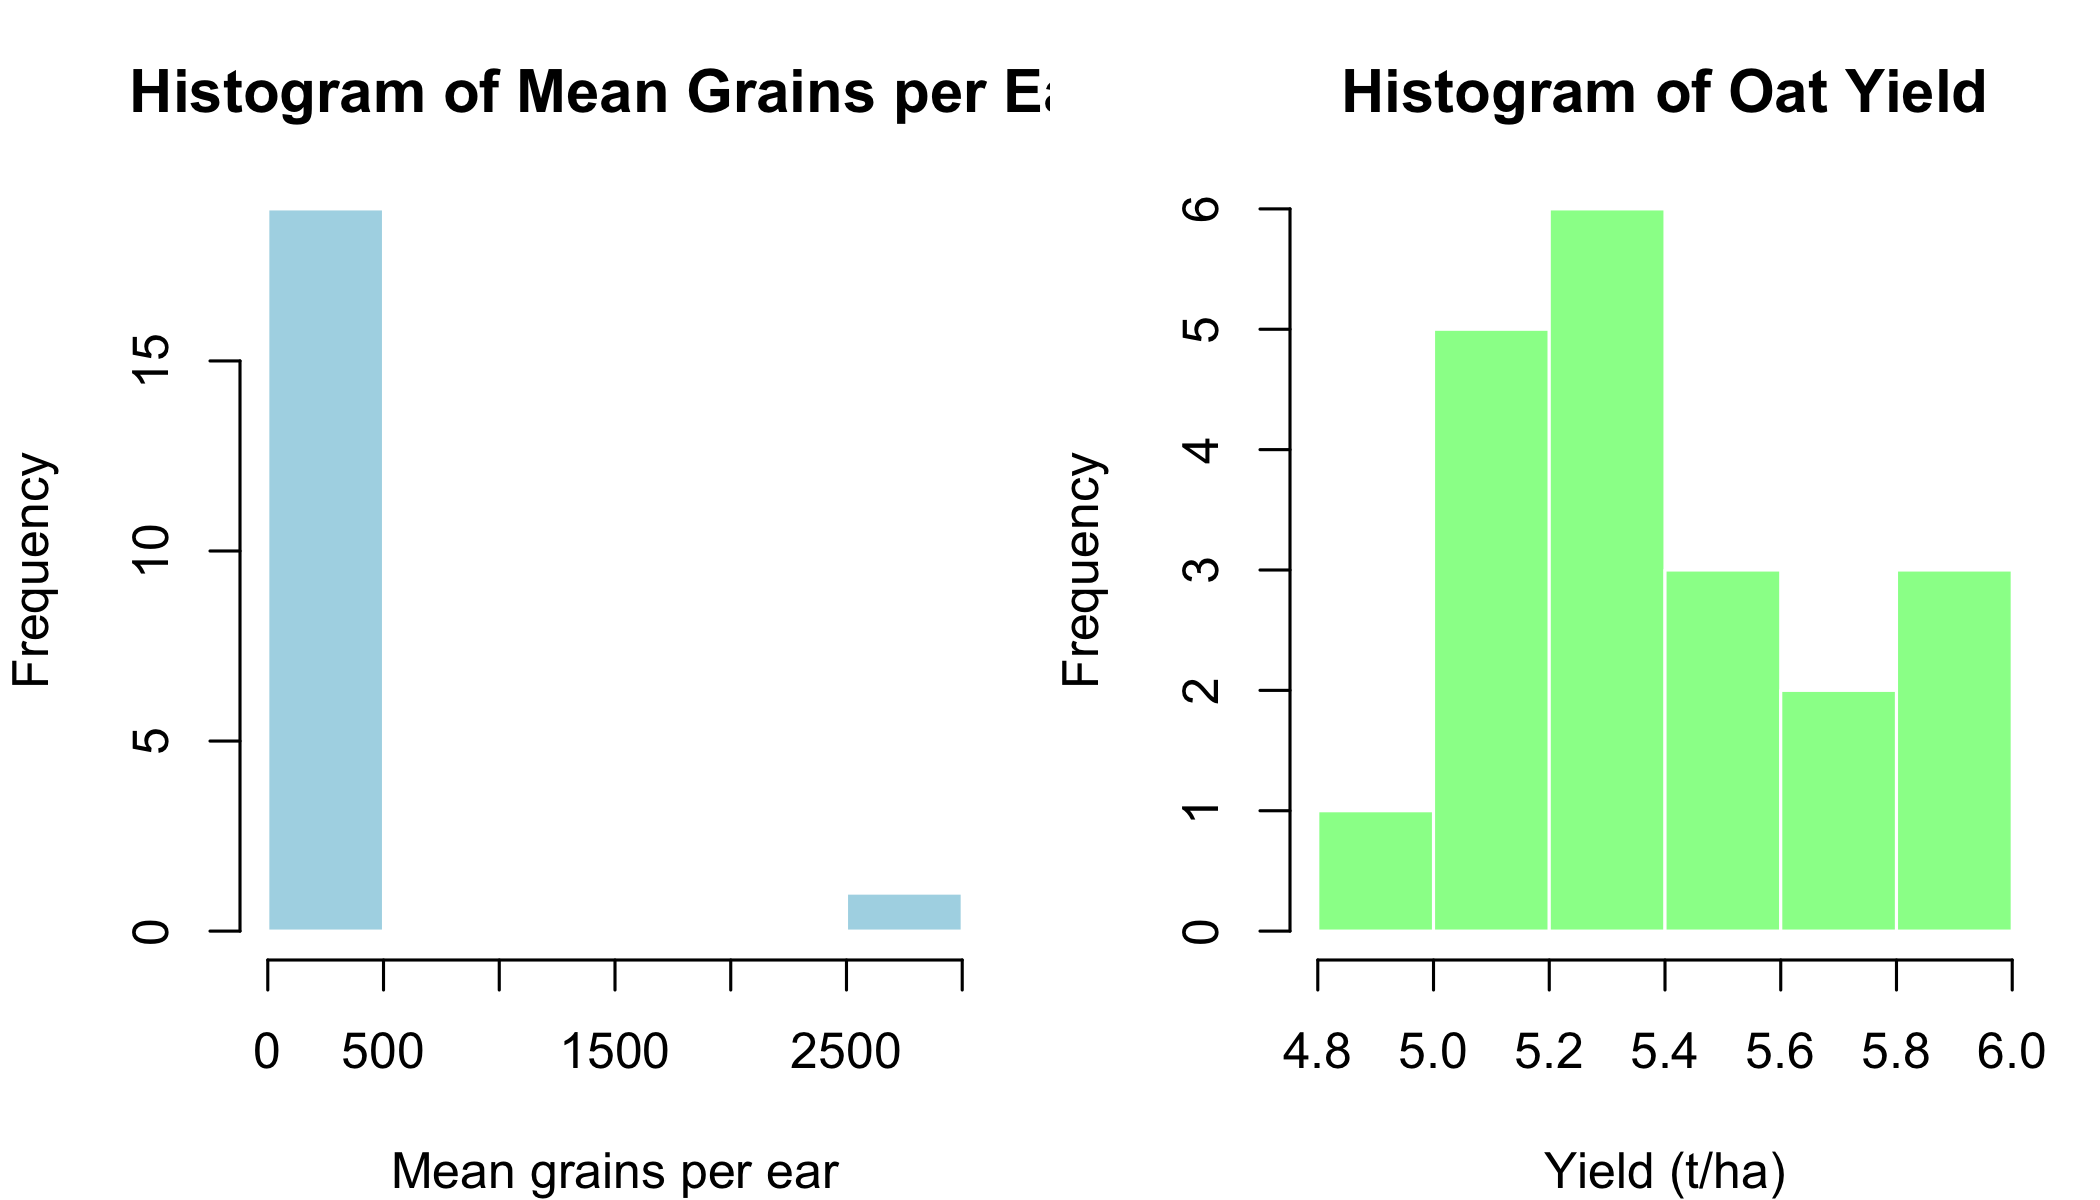 Histogram of Mean Grains per Ea
Frequency
15
10
5
0
0 500 1500 2500
Mean grains per ear
Histogram of Oat Yield
Frequency
6
5
4
3
2
1
0
4.8 5.0 5.2 5.4 5.6 5.8 6.0
Yield (t/ha)